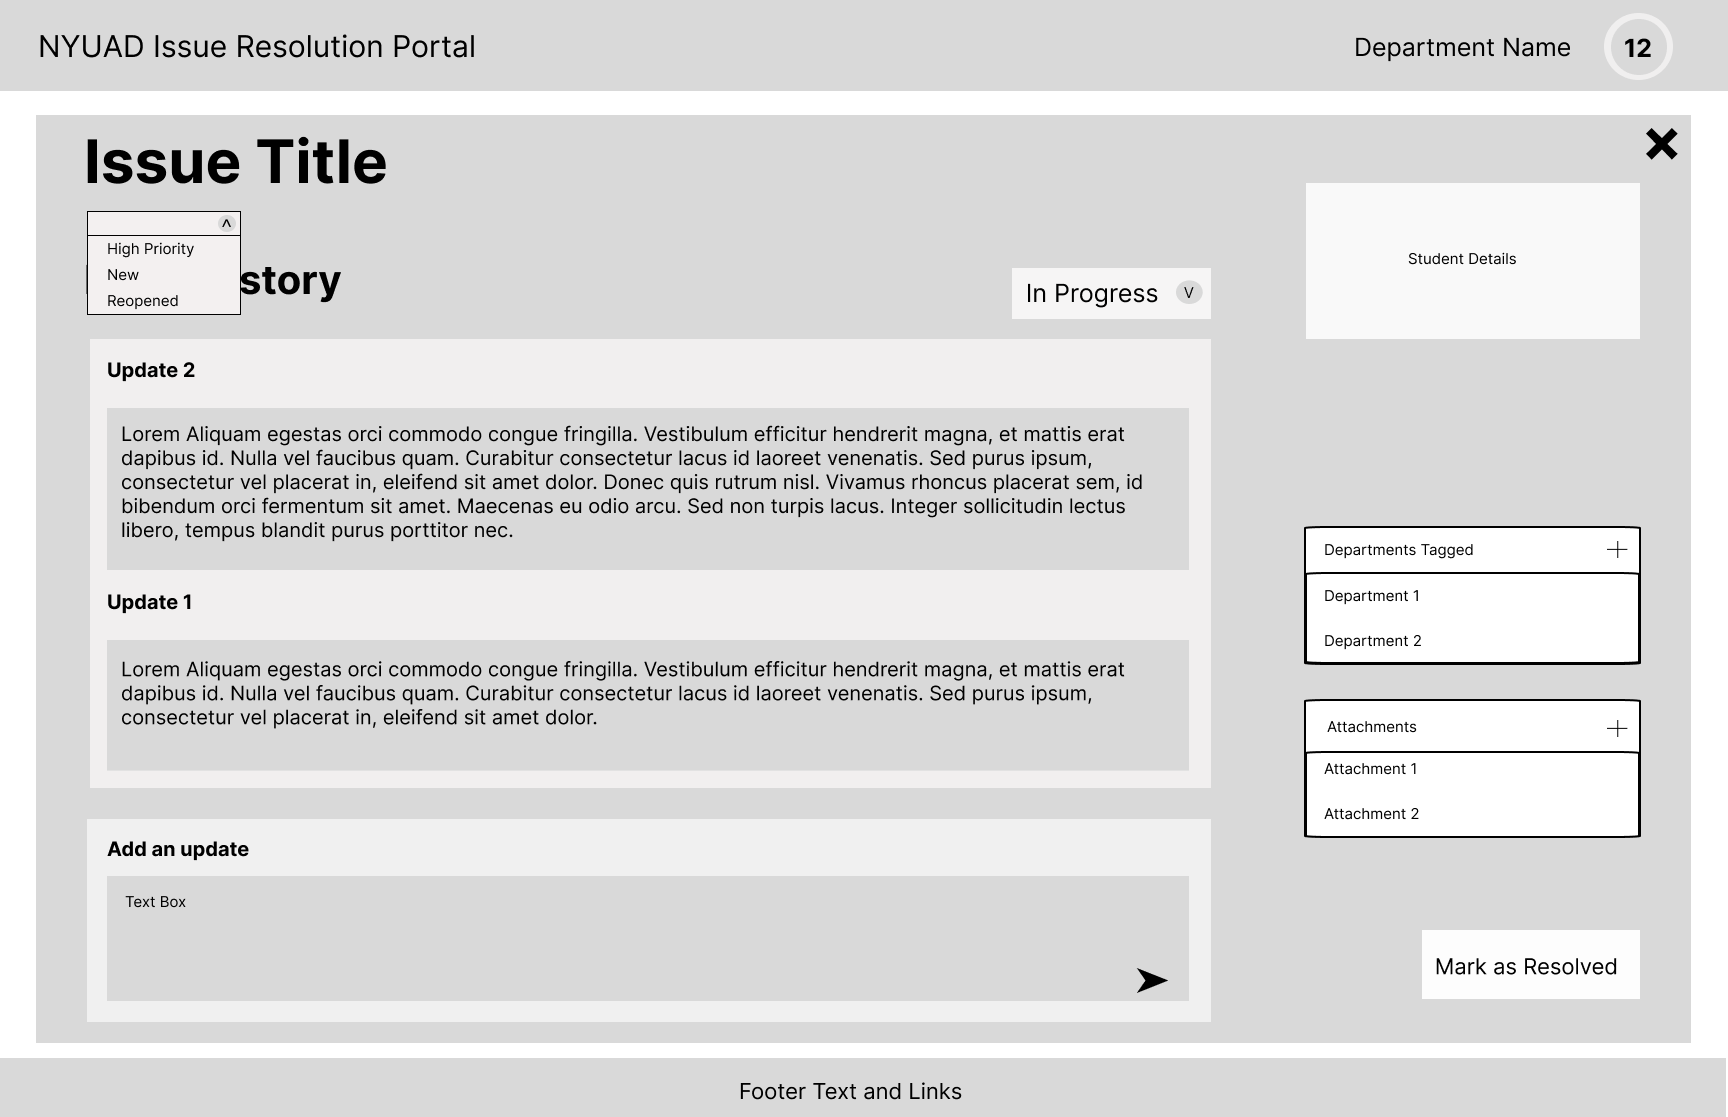 NYUAD Issue Resolution Portal
Department Name
12
Issue Title
^
High Priority
New
Reopened
story
In Progress
V
Student Details
Update 2
Lorem Aliquam egestas orci commodo congue fringilla. Vestibulum efficitur hendrerit magna, et mattis erat
dapibus id. Nulla vel faucibus quam. Curabitur consectetur lacus id laoreet venenatis. Sed purus ipsum,
consectetur vel placerat in, eleifend sit amet dolor. Donec quis rutrum nisl. Vivamus rhoncus placerat sem, id
bibendum orci fermentum sit amet. Maecenas eu odio arcu. Sed non turpis lacus. Integer sollicitudin lectus
libero, tempus blandit purus porttitor nec.
Update 1
Lorem Aliquam egestas orci commodo congue fringilla. Vestibulum efficitur hendrerit magna, et mattis erat
dapibus id. Nulla vel faucibus quam. Curabitur consectetur lacus id laoreet venenatis. Sed purus ipsum,
consectetur vel placerat in, eleifend sit amet dolor.
Departments Tagged
Department 1
Department 2
Attachments
Attachment 1
Attachment 2
Add an update
Text Box
Mark as Resolved
Footer Text and Links